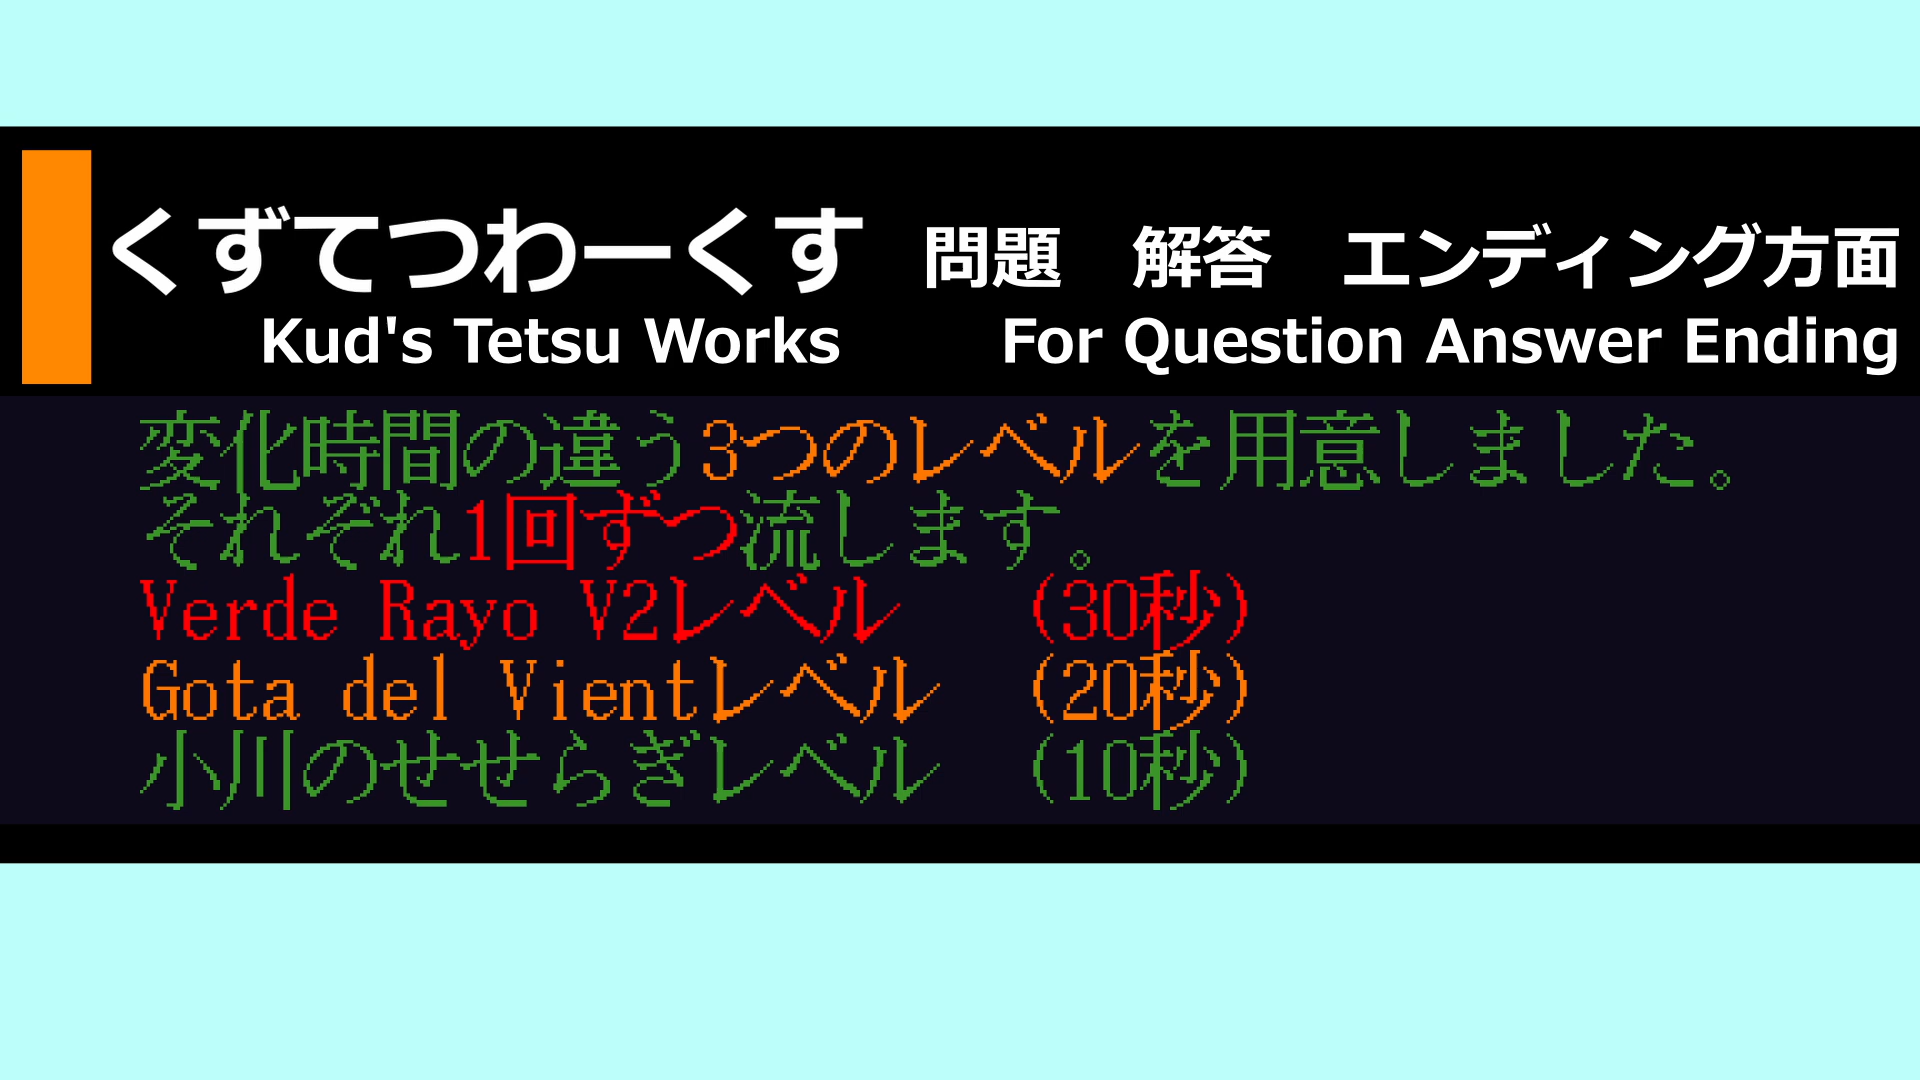 くずてつわーくす 問題　解答　エンディング方面
Kud's Tetsu Works For Question Answer Ending
変化時間の違う3つのレベルを用意しました。
それぞれ1回ずつ流します。
Verde Rayo V2レベル　（30秒）
Gota del Vientレベル　（20秒）
小川のせせらぎレベル　（10秒）